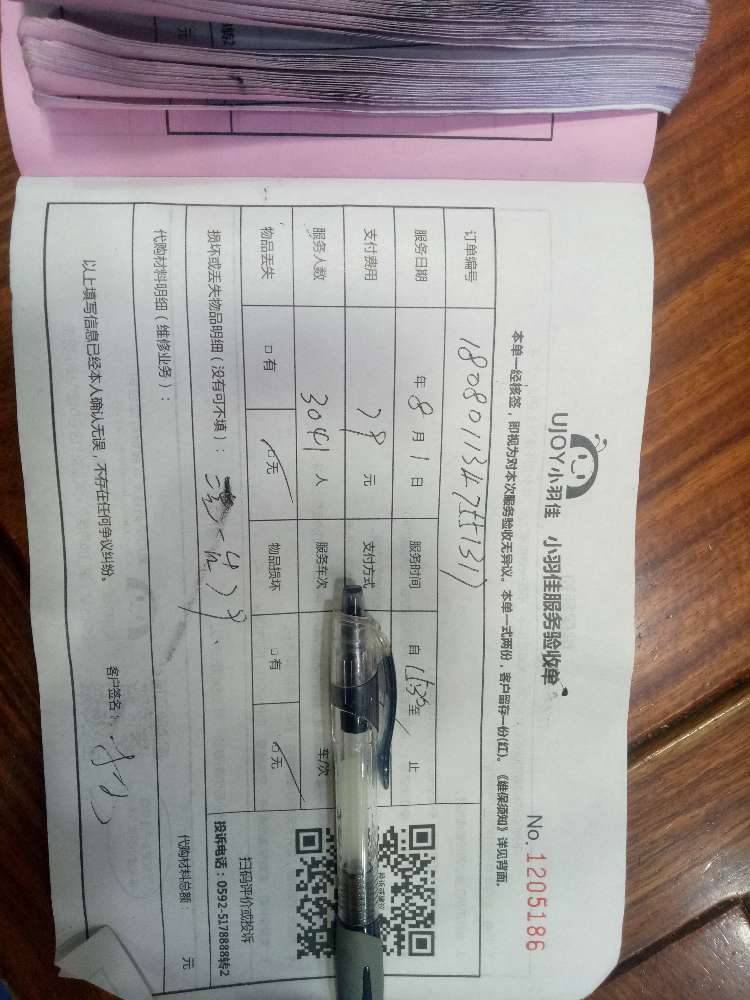 UJOY小羽佳 小羽佳服务验收单
No.1205186
本单一经核签，即视为对本次服务验收无异议。本单一式两份，客户留存一份(红)。《维保须知》详见背面。
订单编号
服务日期 年 8 月 1 日 服务时间 自 至 止
支付费用 元 支付方式
服务人数 3041 人 服务车次 车/次
物品丢失 □有 □无 物品损坏 □有 □无
损坏或丢失物品明细（没有可不填）：
代购材料明细（维修业务）：
代购材料总额： 元
以上填写信息已经本人确认无误，不存在任何争议纠纷。
客户签名：
扫码评价或投诉
投诉电话：0592-5178888转2